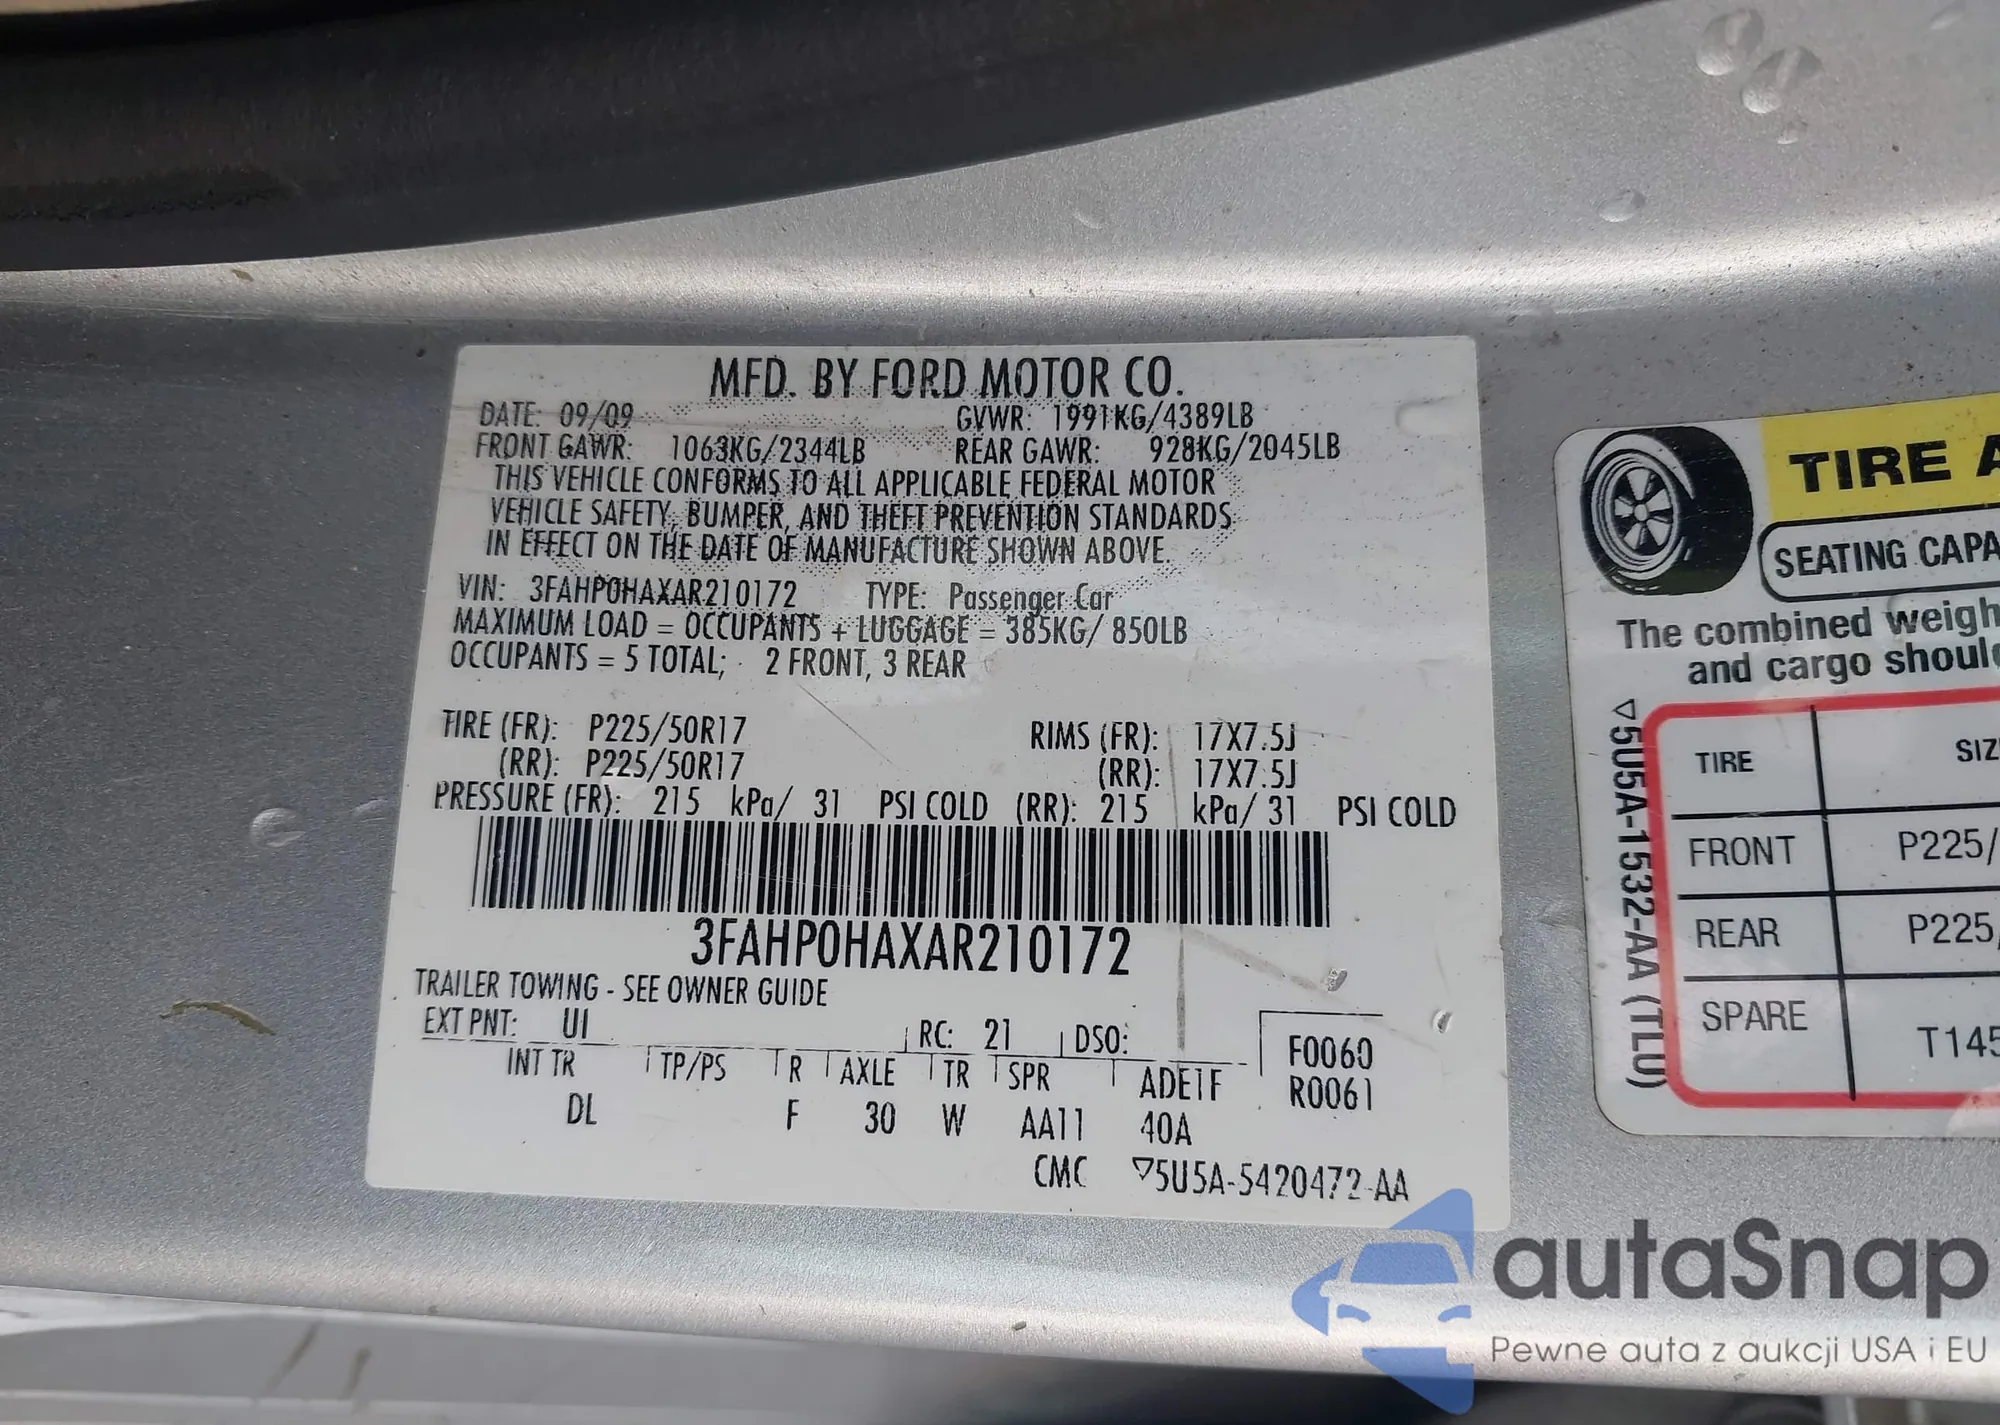 MFD. BY FORD MOTOR CO.
DATE: 09/09 GVWR: 1991KG/4389LB
FRONT GAWR: 1063KG/2344LB REAR GAWR: 928KG/2045LB
THIS VEHICLE CONFORMS TO ALL APPLICABLE FEDERAL MOTOR
VEHICLE SAFETY, BUMPER, AND THEFT PREVENTION STANDARDS
IN EFFECT ON THE DATE OF MANUFACTURE SHOWN ABOVE.
VIN: 3FAHP0HAXAR210172 TYPE: Passenger Car
MAXIMUM LOAD = OCCUPANTS + LUGGAGE = 385KG/ 850LB
OCCUPANTS = 5 TOTAL; 2 FRONT, 3 REAR
TIRE (FR): P225/50R17 RIMS (FR): 17X7.5J
(RR): P225/50R17 (RR): 17X7.5J
PRESSURE (FR): 215 kPa/ 31 PSI COLD (RR): 215 kPa/ 31 PSI COLD
3FAHP0HAXAR210172
TRAILER TOWING - SEE OWNER GUIDE
EXT PNT: UI RC: 21 DSO:
F0060
INT TR TP/PS R AXLE TR SPR ADE1F
R0061
DL F 30 W AA11 40A
CMC ▽5U5A-5420472-AA
TIRE A
SEATING CAPA
The combined weigh
and cargo should
▽5U5A-1532-AA (TLU)
TIRE SIZ
FRONT P225/
REAR P225/
SPARE T145
autaSnap
Pewne auta z aukcji USA i EU